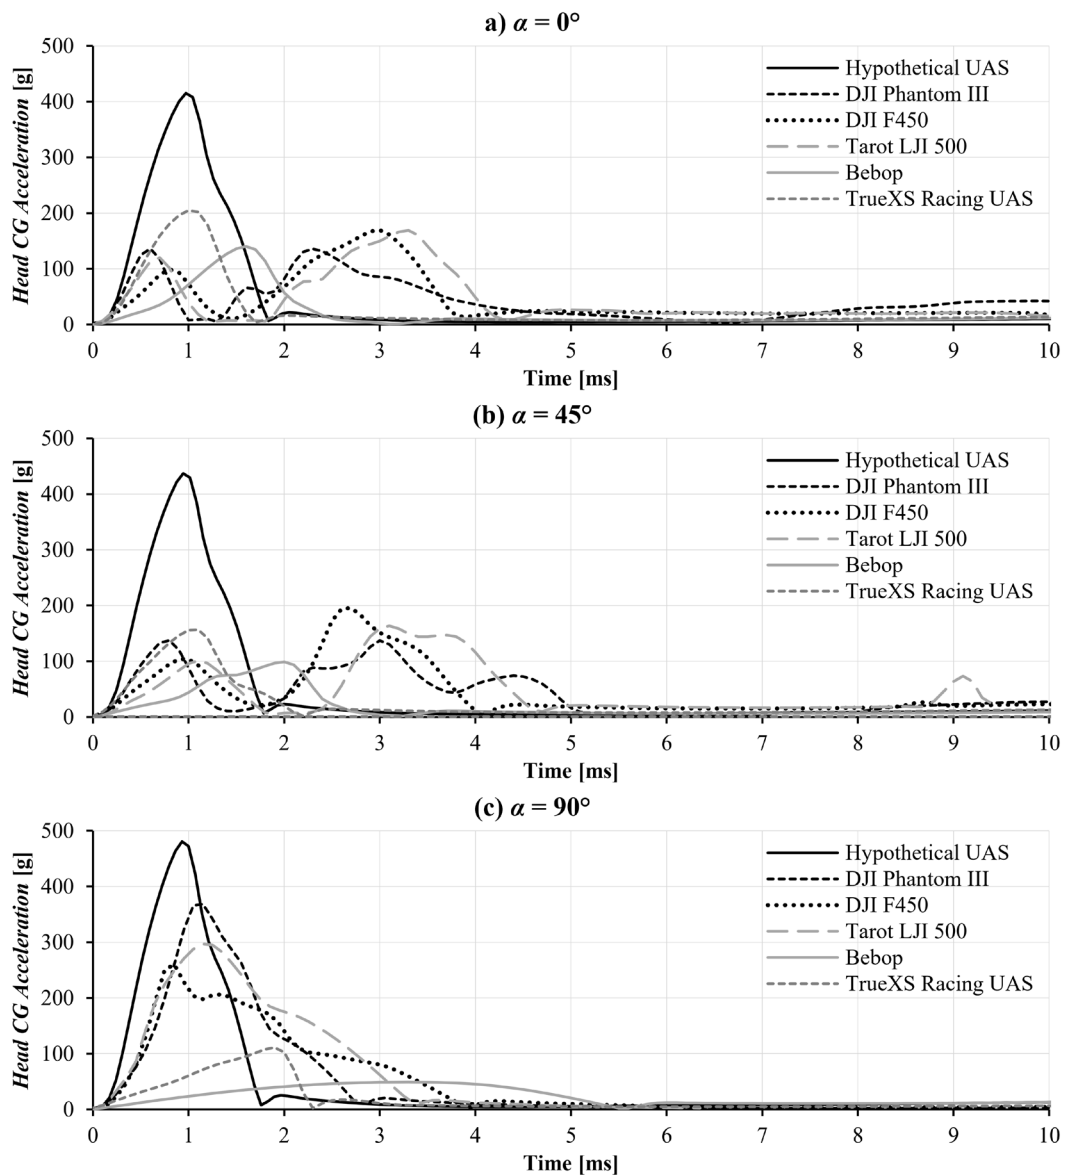 a) α = 0°
500
400
300
200
100
0
Head CG Acceleration [g]
Hypothetical UAS
DJI Phantom III
DJI F450
Tarot LJI 500
Bebop
TrueXS Racing UAS
0 1 2 3 4 5 6 7 8 9 10
Time [ms]
(b) α = 45°
500
400
300
200
100
0
Head CG Acceleration [g]
Hypothetical UAS
DJI Phantom III
DJI F450
Tarot LJI 500
Bebop
TrueXS Racing UAS
0 1 2 3 4 5 6 7 8 9 10
Time [ms]
(c) α = 90°
500
400
300
200
100
0
Head CG Acceleration [g]
Hypothetical UAS
DJI Phantom III
DJI F450
Tarot LJI 500
Bebop
TrueXS Racing UAS
0 1 2 3 4 5 6 7 8 9 10
Time [ms]